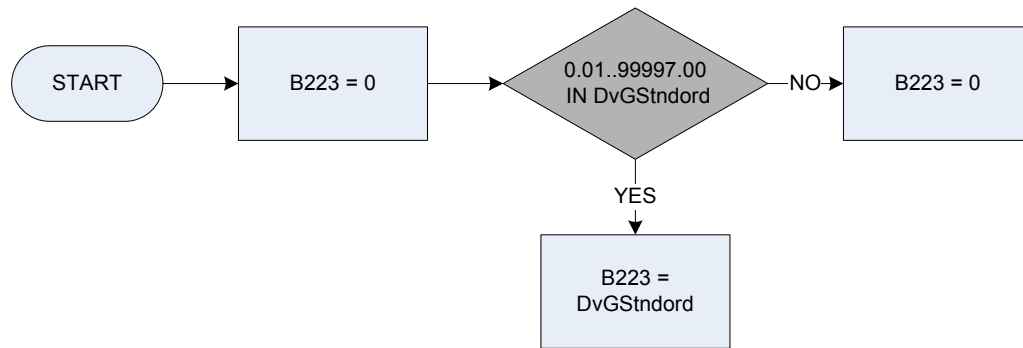 START
B223 = 0
0.01..99997.00
IN DvGStndord
NO
B223 = 0
YES
B223 =
DvGStndord